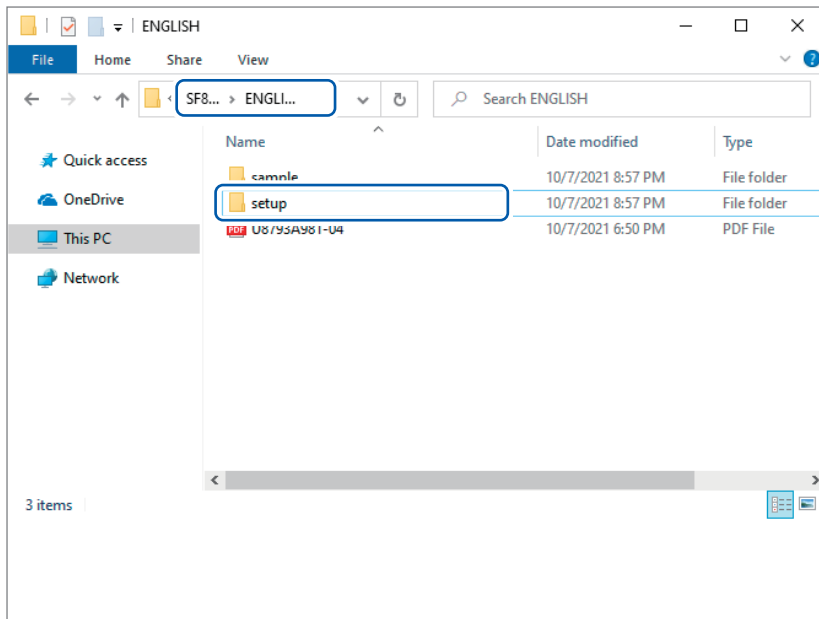 ENGLISH
File Home Share View ?
SF8... › ENGLI... Search ENGLISH
Name Date modified Type
Quick access
OneDrive
This PC
Network
sample 10/7/2021 8:57 PM File folder
setup 10/7/2021 8:57 PM File folder
PDF U8793A981-04 10/7/2021 6:50 PM PDF File
3 items